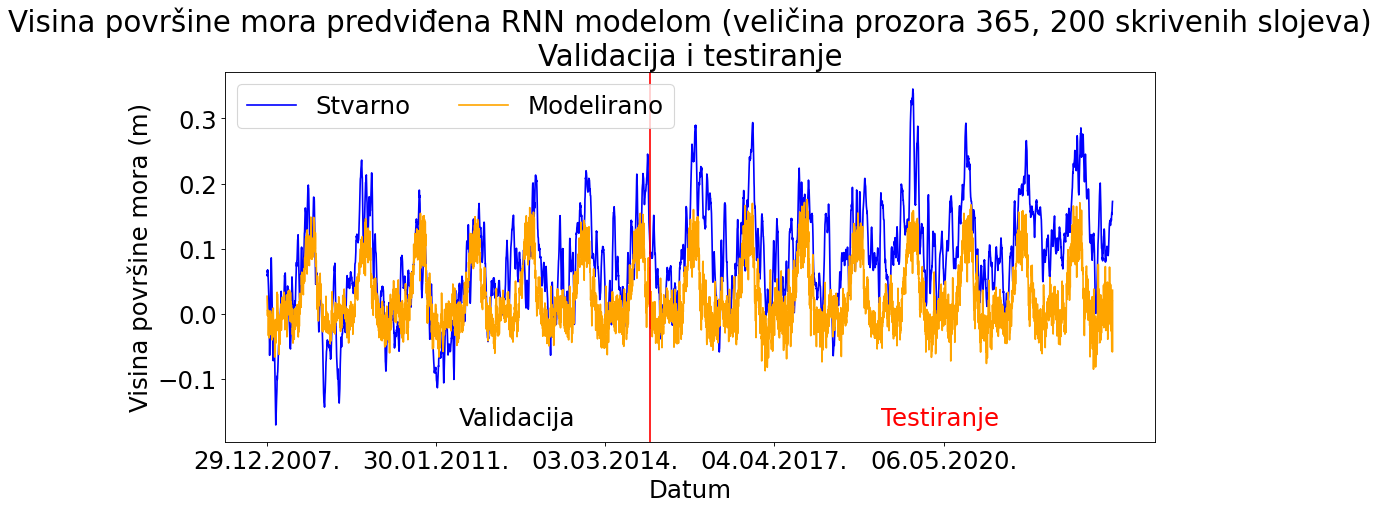 Visina površine mora predviđena RNN modelom (veličina prozora 365, 200 skrivenih slojeva)
Validacija i testiranje
Stvarno
Modelirano
Visina površine mora (m)
0.3
0.2
0.1
0.0
−0.1
Validacija
Testiranje
29.12.2007.
30.01.2011.
03.03.2014.
04.04.2017.
06.05.2020.
Datum